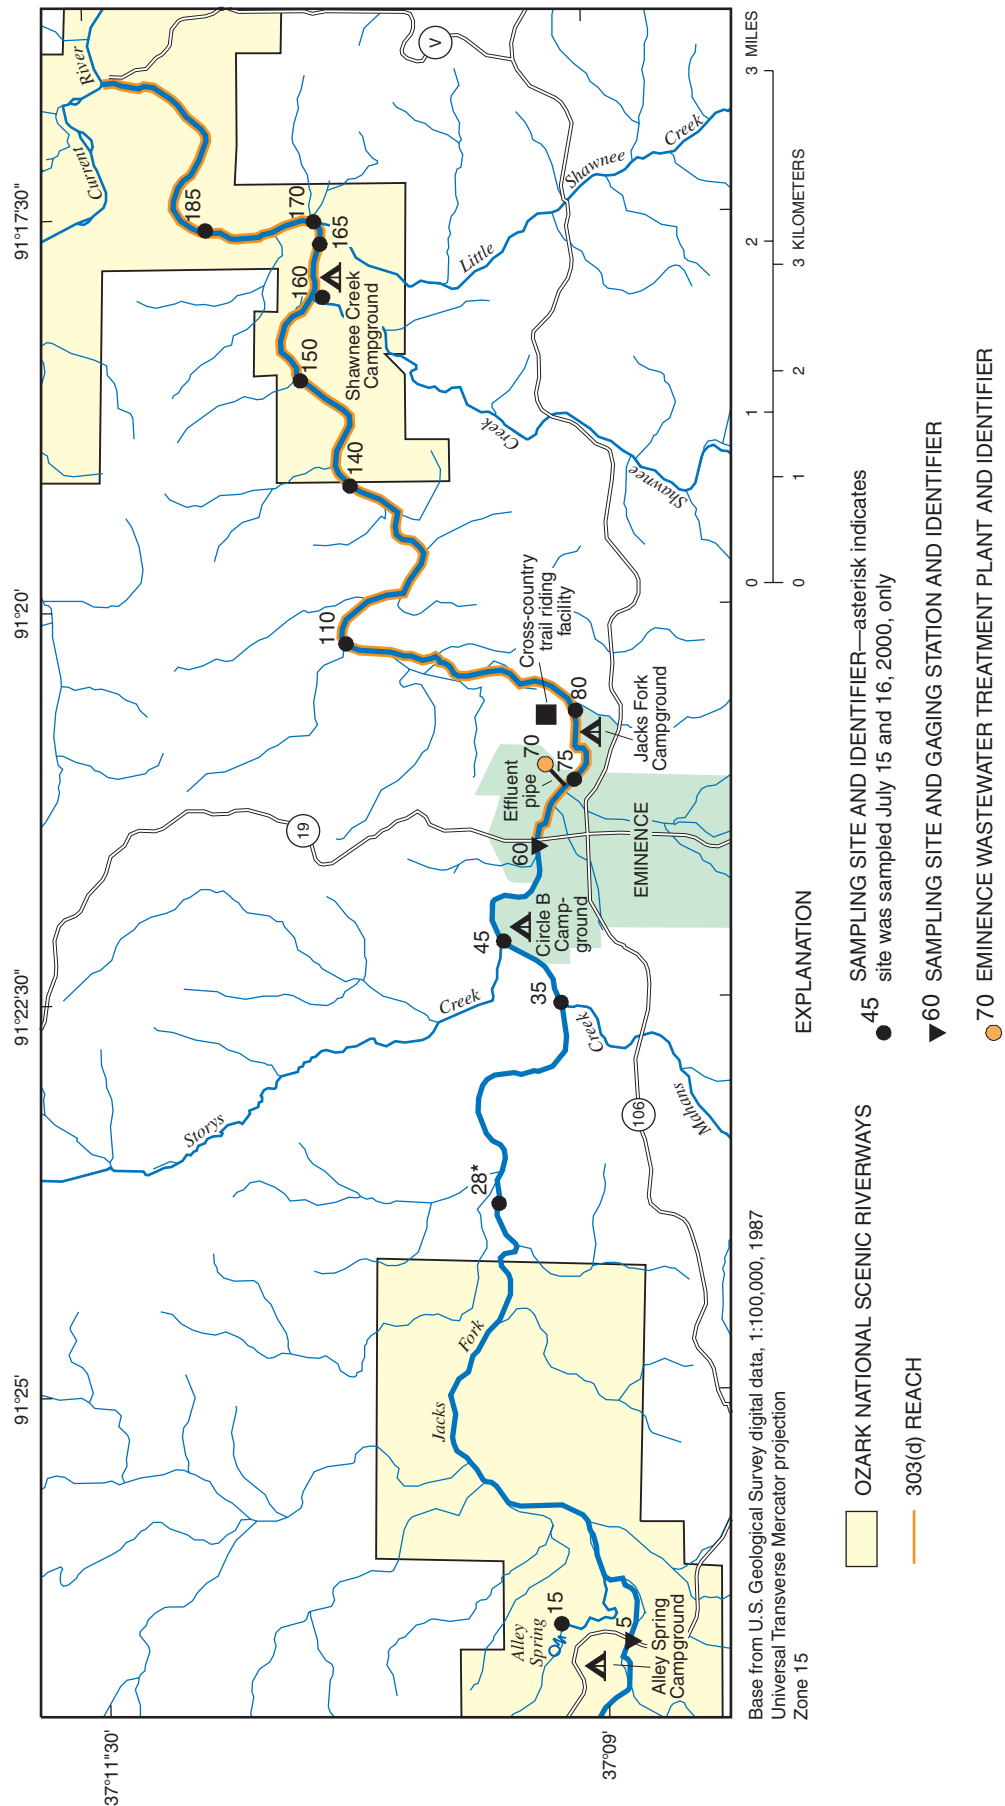 91°25
91°22'30"
91°20
91°17'30"
37°11"30'
37°09'
Current
River
185
170
165
160
150
Shawnee Creek
Campground
140
110
V
Little
Shawnee
Creek
Creek
Shawnee
Cross-country
trail riding
facility
80
Jacks Fork
Campground
70
75
Effluent
pipe
60
19
EMINENCE
Circle B
Camp-
ground
45
35
Storys
Creek
Creek
Mahans
106
28*
Jacks
Fork
Alley
Spring
15
5
Alley Spring
Campground
Base from U.S. Geological Survey digital data, 1:100,000, 1987
Universal Transverse Mercator projection
Zone 15
0 1 2 3 MILES
0 1 2 3 KILOMETERS
EXPLANATION
OZARK NATIONAL SCENIC RIVERWAYS
303(d) REACH
45 SAMPLING SITE AND IDENTIFIER—asterisk indicates
site was sampled July 15 and 16, 2000, only
60 SAMPLING SITE AND GAGING STATION AND IDENTIFIER
70 EMINENCE WASTEWATER TREATMENT PLANT AND IDENTIFIER